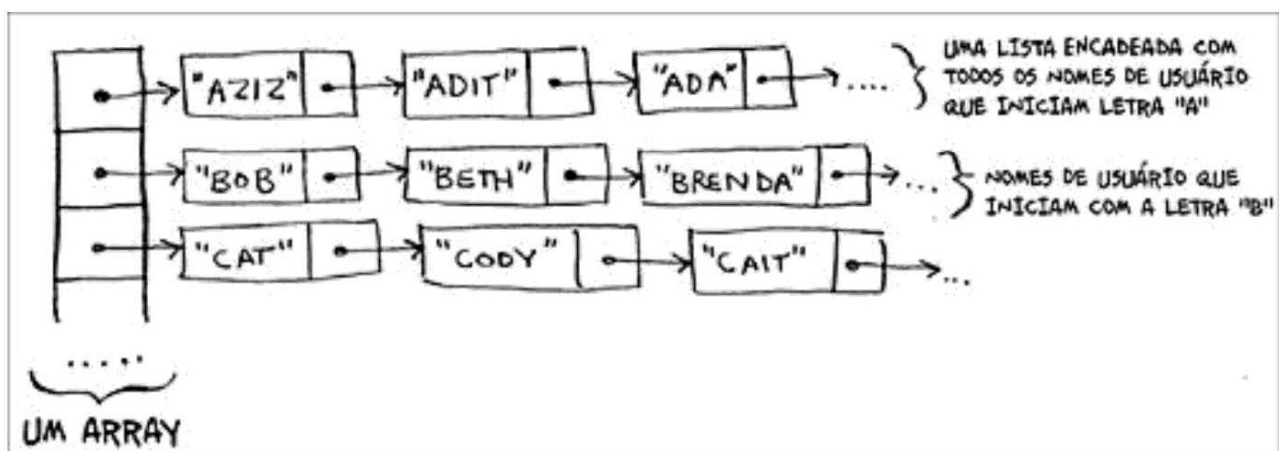 "AZIZ" "ADIT" "ADA" ....
UMA LISTA ENCADEADA COM
TODOS OS NOMES DE USUÁRIO
QUE INICIAM LETRA "A"
"BOB" "BETH" "BRENDA" ...
NOMES DE USUÁRIO QUE
INICIAM COM A LETRA "B"
"CAT" "CODY" "CAIT" ...
.....
UM ARRAY